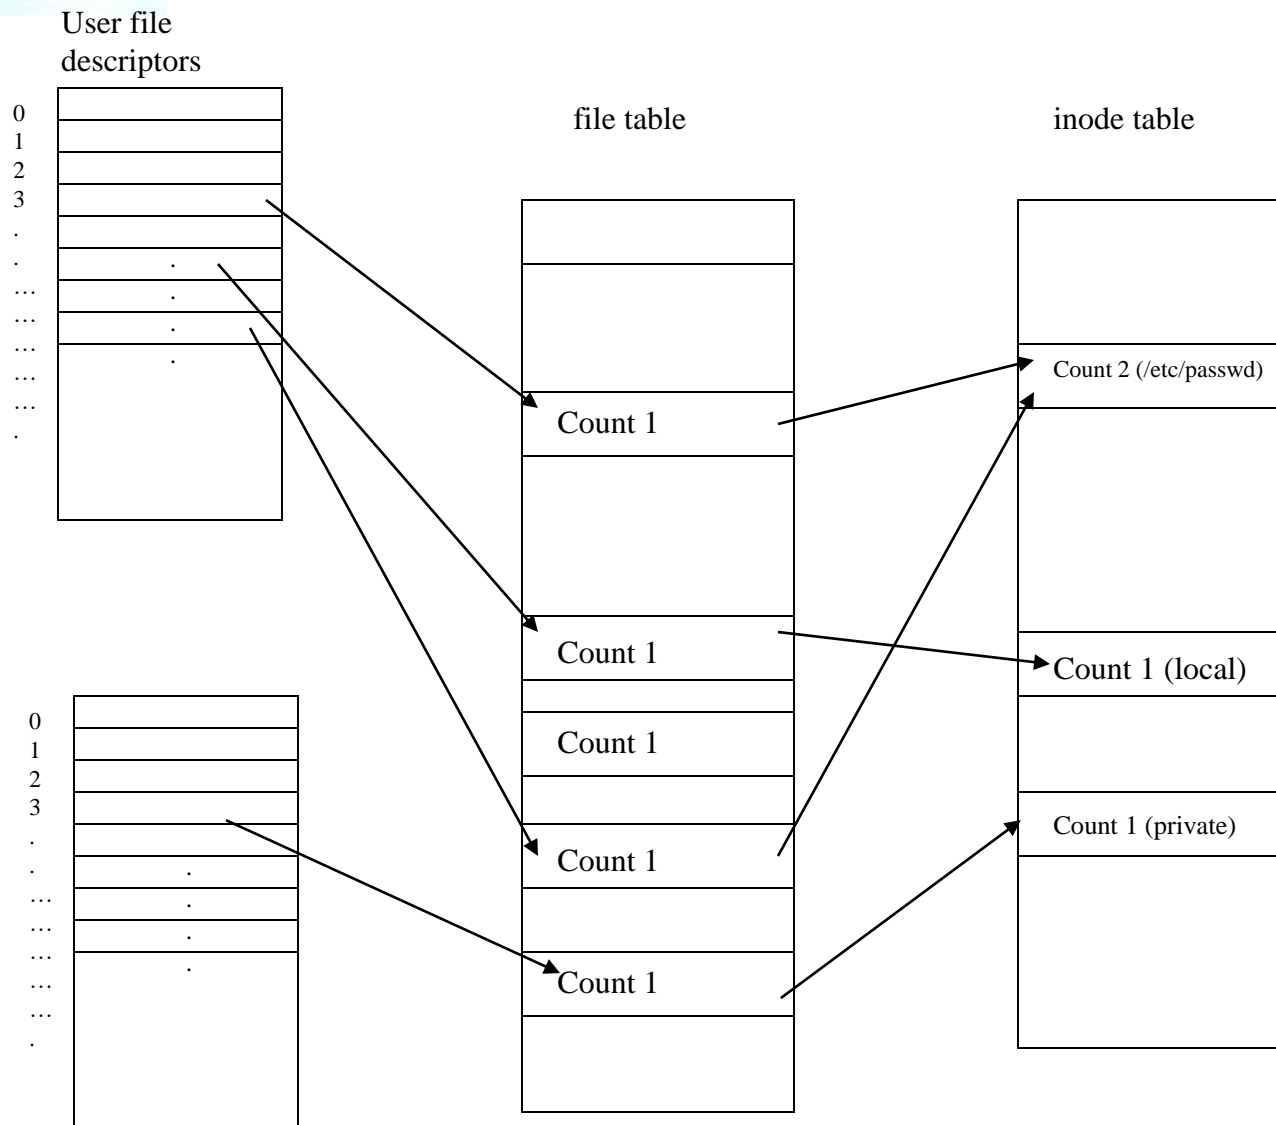 User file
descriptors
0
1
2
3
.
.
…
…
…
…
…
.
.
.
.
.
file table
Count 1
Count 1
Count 1
Count 1
Count 1
inode table
Count 2 (/etc/passwd)
Count 1 (local)
Count 1 (private)
0
1
2
3
.
.
…
…
…
…
…
.
.
.
.
.